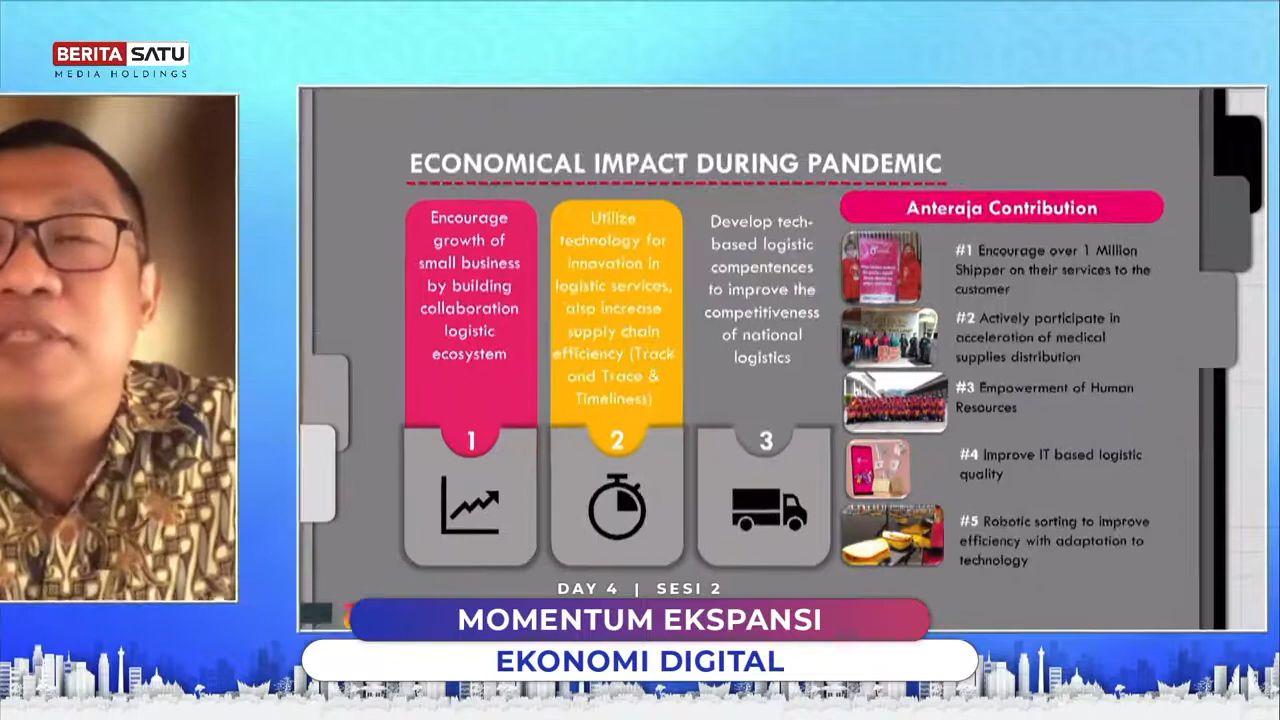 BERITA SATU
MEDIA HOLDINGS
ECONOMICAL IMPACT DURING PANDEMIC
Encourage
growth of
small business
by building
collaboration
logistic
ecosystem
1
Utilize
technology for
innovation in
logistic services,
also increase
supply chain
efficiency (Track
and Trace &
Timeliness)
2
Develop tech-
based logistic
compentences
to improve the
competitiveness
of national
logistics
3
Anteraja Contribution
#1 Encourage over 1 Million
Shipper on their services to the
customer
#2 Actively participate in
acceleration of medical
supplies distribution
#3 Empowerment of Human
Resources
#4 Improve IT based logistic
quality
#5 Robotic sorting to improve
efficiency with adaptation to
technology
DAY 4 | SESI 2
MOMENTUM EKSPANSI
EKONOMI DIGITAL